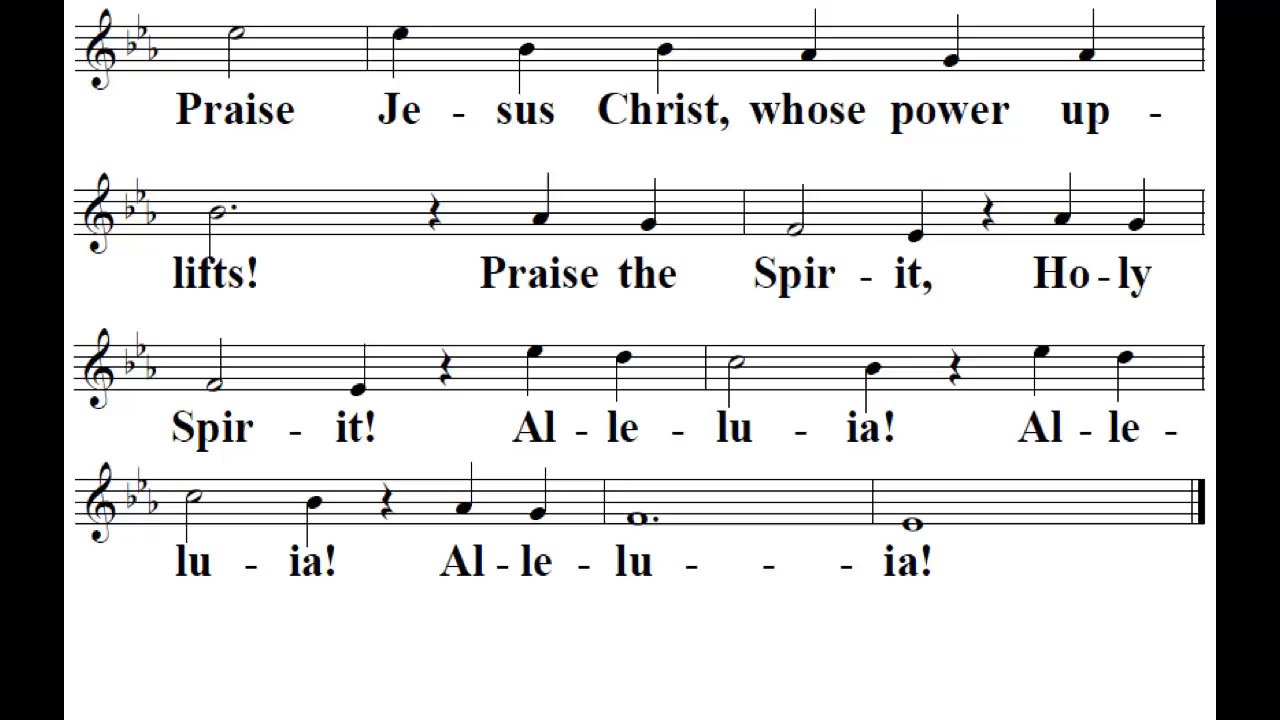 Praise Je - sus Christ, whose power up -
lifts! Praise the Spir - it, Ho - ly
Spir - it! Al - le - lu - ia! Al - le -
lu - ia! Al - le - lu - - - ia!